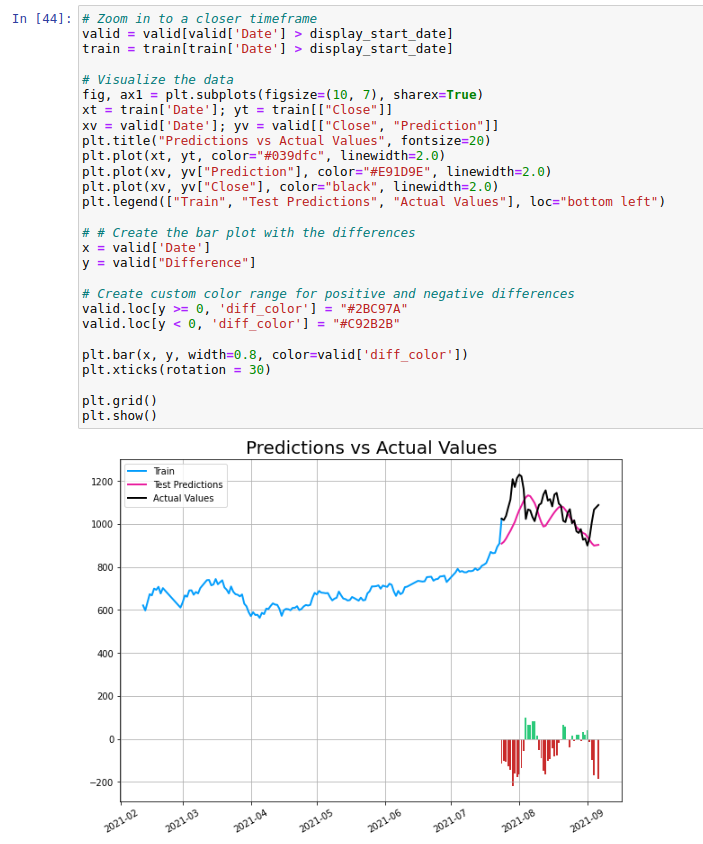 In [44]: # Zoom in to a closer timeframe
valid = valid[valid['Date'] > display_start_date]
train = train[train['Date'] > display_start_date]
# Visualize the data
fig, ax1 = plt.subplots(figsize=(10, 7), sharex=True)
xt = train['Date']; yt = train[["Close"]]
xv = valid['Date']; yv = valid[["Close", "Prediction"]]
plt.title("Predictions vs Actual Values", fontsize=20)
plt.plot(xt, yt, color="#039dfc", linewidth=2.0)
plt.plot(xv, yv["Prediction"], color="#E91D9E", linewidth=2.0)
plt.plot(xv, yv["Close"], color="black", linewidth=2.0)
plt.legend(["Train", "Test Predictions", "Actual Values"], loc="bottom left")
# # Create the bar plot with the differences
x = valid['Date']
y = valid["Difference"]
# Create custom color range for positive and negative differences
valid.loc[y >= 0, 'diff_color'] = "#2BC97A"
valid.loc[y < 0, 'diff_color'] = "#C92B2B"
plt.bar(x, y, width=0.8, color=valid['diff_color'])
plt.xticks(rotation = 30)
plt.grid()
plt.show()
Predictions vs Actual Values
Train
Test Predictions
Actual Values
1200
1000
800
600
400
200
0
−200
2021-02
2021-03
2021-04
2021-05
2021-06
2021-07
2021-08
2021-09